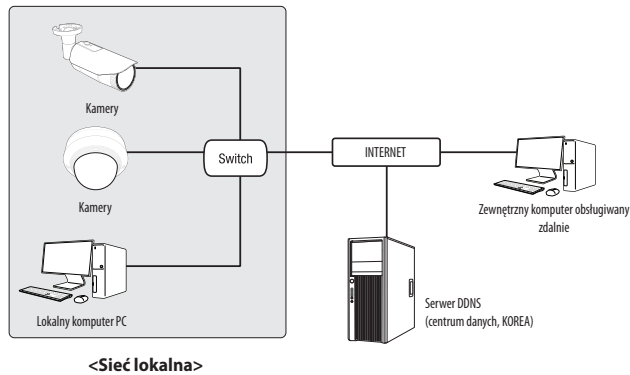 Kamery
Switch
INTERNET
Kamery
Zewnętrzny komputer obsługiwany
zdalnie
Serwer DDNS
(centrum danych, KOREA)
Lokalny komputer PC
<Sieć lokalna>